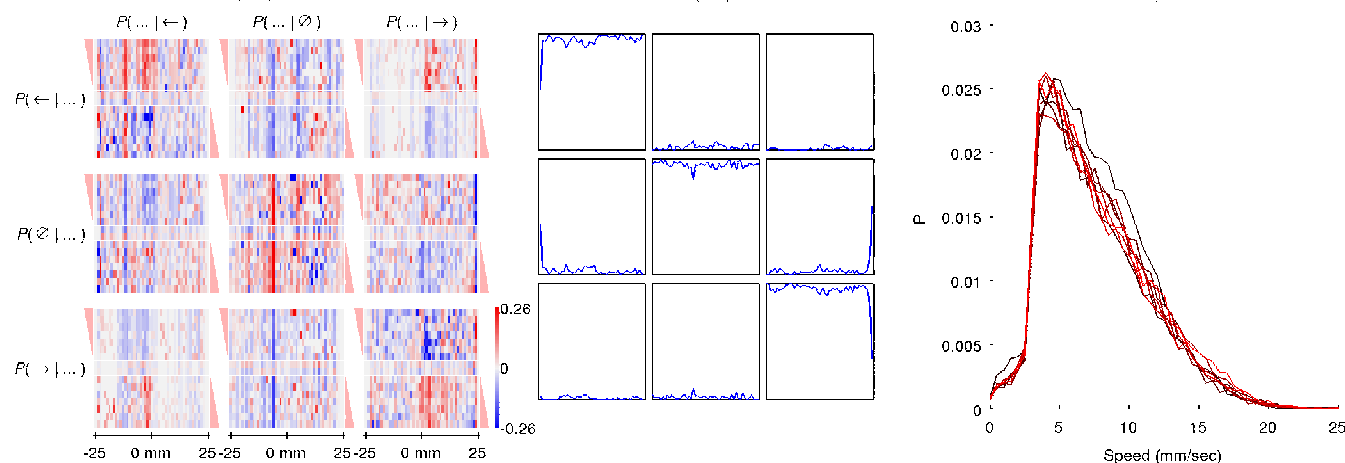 P( ... | ← ) P( ... | ∅ ) P( ... | → )
P( ← | ... )
P( ∅ | ... )
P( → | ... )
0.26
0
-0.26
-25 0 mm 25 -25 0 mm 25 -25 0 mm 25
P
0.03
0.025
0.02
0.015
0.01
0.005
0
0 5 10 15 20 25
Speed (mm/sec)